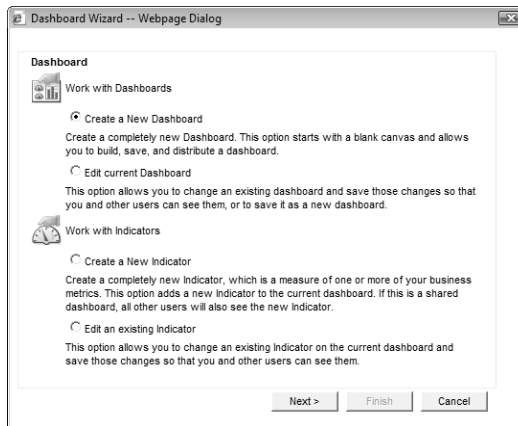 Dashboard Wizard -- Webpage Dialog
Dashboard
Work with Dashboards
Create a New Dashboard
Create a completely new Dashboard. This option starts with a blank canvas and allows
you to build, save, and distribute a dashboard.
Edit current Dashboard
This option allows you to change an existing dashboard and save those changes so that
you and other users can see them, or to save it as a new dashboard.
Work with Indicators
Create a New Indicator
Create a completely new Indicator, which is a measure of one or more of your business
metrics. This option adds a new Indicator to the current dashboard. If this is a shared
dashboard, all other users will also see the new Indicator.
Edit an existing Indicator
This option allows you to change an existing Indicator on the current dashboard and
save those changes so that you and other users can see them.
Next > Finish Cancel